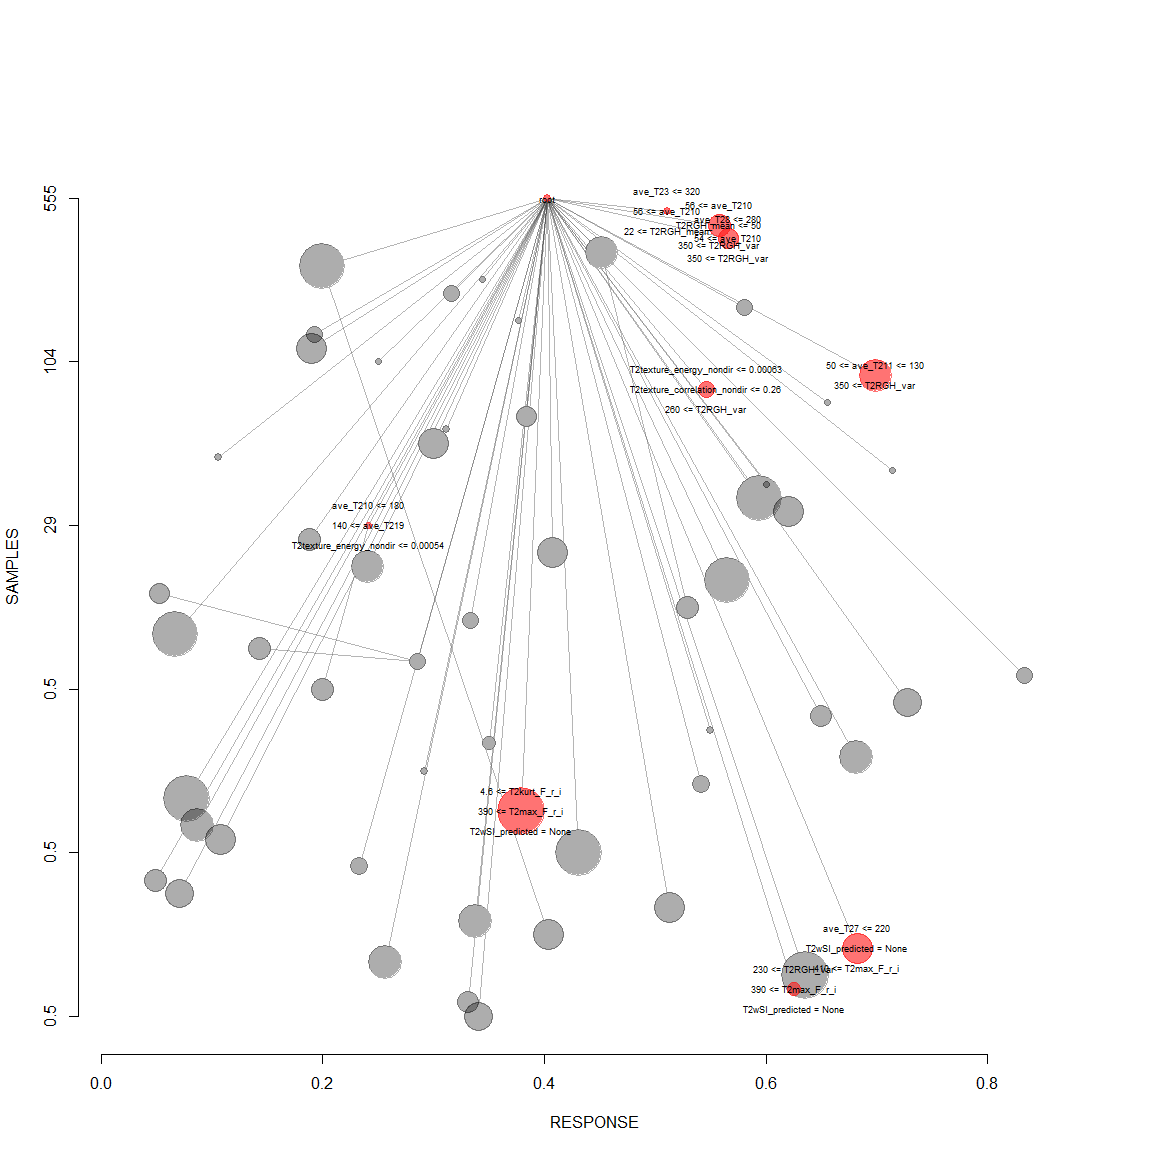 555
104
29
0.5
0.5
0.5
SAMPLES
root
ave_T23 <= 320
56 <= ave_T210
22 <= T2RGH_mean
56 <= ave_T210
T2RGH_mean <= 50
350 <= T2RGH_var
ave_T28 <= 280
54 <= ave_T210
350 <= T2RGH_var
50 <= ave_T211 <= 130
350 <= T2RGH_var
T2texture_energy_nondir <= 0.00063
T2texture_correlation_nondir <= 0.26
260 <= T2RGH_var
ave_T210 <= 180
140 <= ave_T219
T2texture_energy_nondir <= 0.00054
4.6 <= T2kurt_F_r_i
390 <= T2max_F_r_i
T2wSI_predicted = None
ave_T27 <= 220
T2wSI_predicted = None
410 <= T2max_F_r_i
230 <= T2RGH_var
390 <= T2max_F_r_i
T2wSI_predicted = None
0.0
0.2
0.4
0.6
0.8
RESPONSE